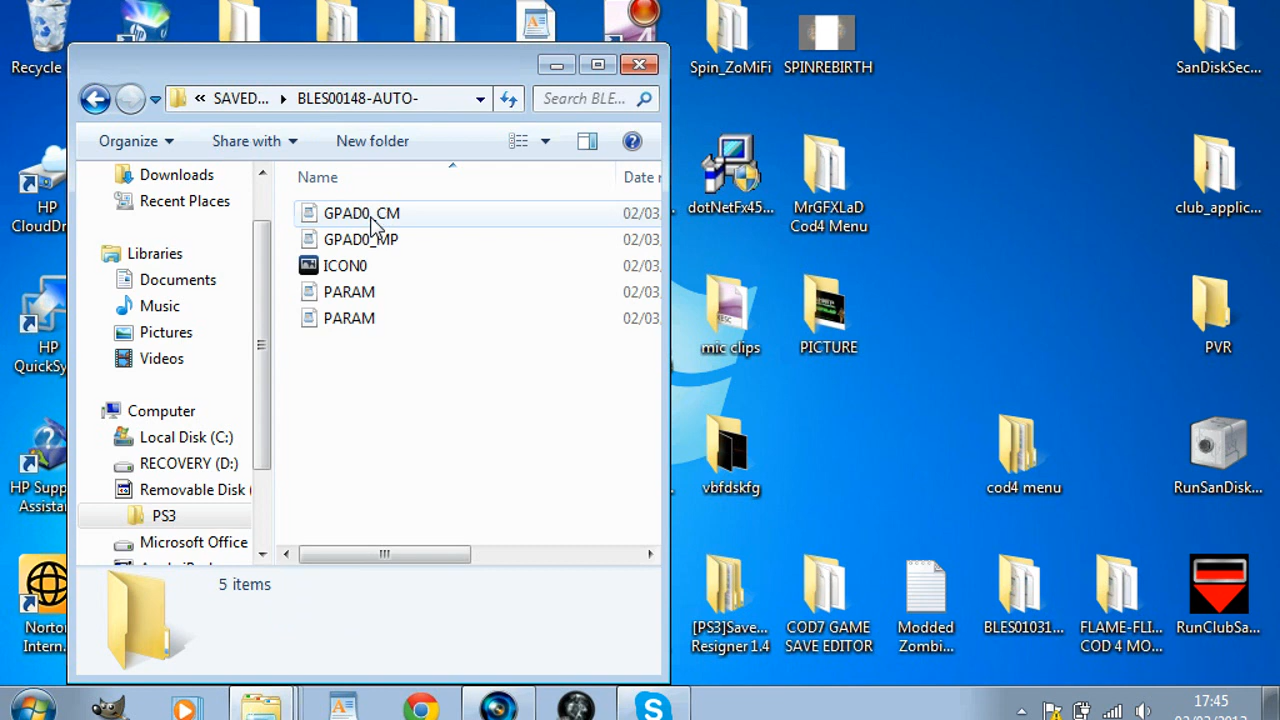 Recycle
Spin_ZoMiFi
SPINREBIRTH
SanDiskSec...
« SAVED...
BLES00148-AUTO-
Search BLE...
Organize
Share with
New folder
Name
Date
Downloads
Recent Places
Libraries
Documents
Music
Pictures
Videos
Computer
Local Disk (C:)
RECOVERY (D:)
Removable Disk (
PS3
Microsoft Office
GPAD0_CM
02/03
GPAD0_MP
02/03
ICON0
02/03
PARAM
02/03
PARAM
02/03
5 items
HP
CloudDr
HP
QuickSy
HP Supp
Assista
Norto
Intern.
dotNetFx45...
MrGFXLaD
Cod4 Menu
club_applic...
mic clips
PICTURE
PVR
vbfdskfg
cod4 menu
RunSanDisk...
[PS3]Save...
Resigner 1.4
COD7 GAME
SAVE EDITOR
Modded
Zombi...
BLES01031...
FLAME-FLI...
COD 4 MO...
RunClubSa...
17:45